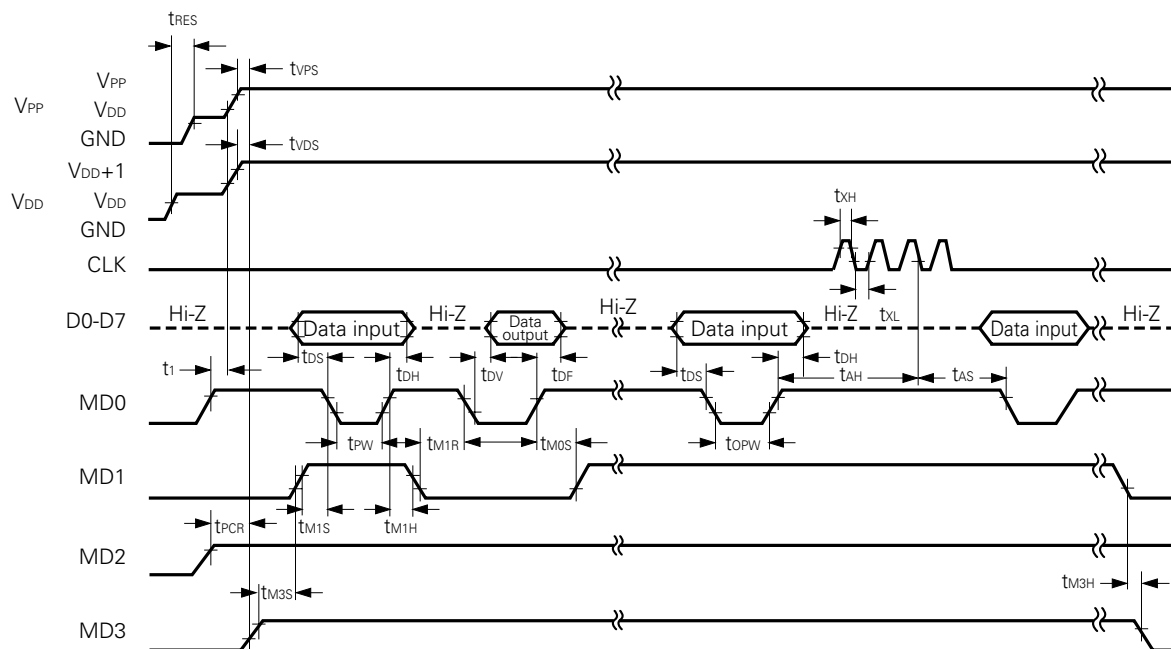 tRES
VPP
tVPS
VPP
VDD
GND
tVDS
VDD+1
VDD
VDD
GND
tXH
CLK
tXL
D0-D7
Hi-Z
Data input
Hi-Z
Data output
Hi-Z
Data input
Hi-Z
Data input
Hi-Z
t1
tDS
tDH
tDV
tDF
tDS
tDH
tAH
tAS
MD0
tPW
tM1R
tM0S
tOPW
MD1
tPCR
tM1S
tM1H
MD2
tM3S
tM3H
MD3